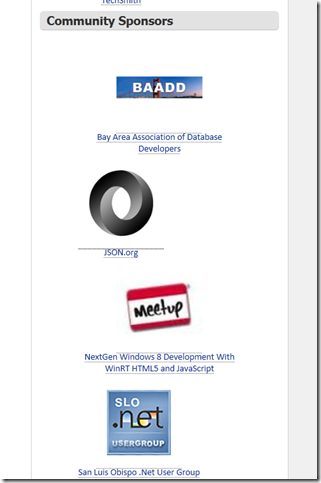 TechSmith
Community Sponsors
BAADD
Bay Area Association of Database
Developers
JSON.org
Meetup
NextGen Windows 8 Development With
WinRT HTML5 and JavaScript
SLO
.net
USERGROUP
San Luis Obispo .Net User Group